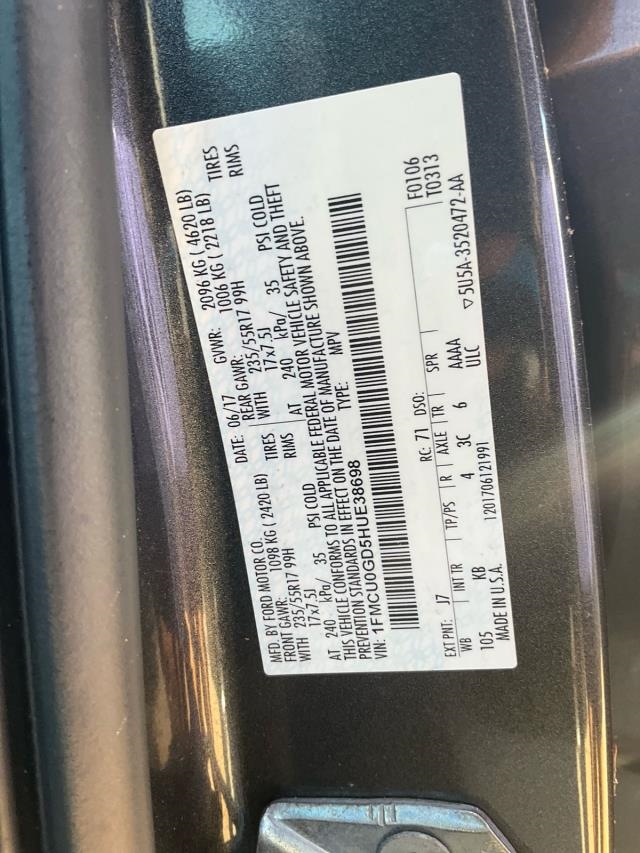 MFD. BY FORD MOTOR CO.
DATE: 06/17 GVWR: 2096 KG ( 4620 LB)
FRONT GAWR: 1098 KG ( 2420 LB) REAR GAWR: 1006 KG ( 2218 LB)
WITH 235/55R17 99H TIRES WITH 235/55R17 99H TIRES
17x7.5J RIMS 17x7.5J RIMS
AT 240 kPa/ 35 PSI COLD AT 240 kPa/ 35 PSI COLD
THIS VEHICLE CONFORMS TO ALL APPLICABLE FEDERAL MOTOR VEHICLE SAFETY AND THEFT
PREVENTION STANDARDS IN EFFECT ON THE DATE OF MANUFACTURE SHOWN ABOVE.
VIN: 1FMCU0GD5HUE38698 TYPE: MPV
F0106
EXT PNT: J7 RC: 71 DSO: T0313
WB INT TR TP/PS R AXLE TR SPR
105 KB 4 3C 6 AAAA ▽5U5A-3520472-AA
MADE IN U.S.A. 1201706121991 ULC